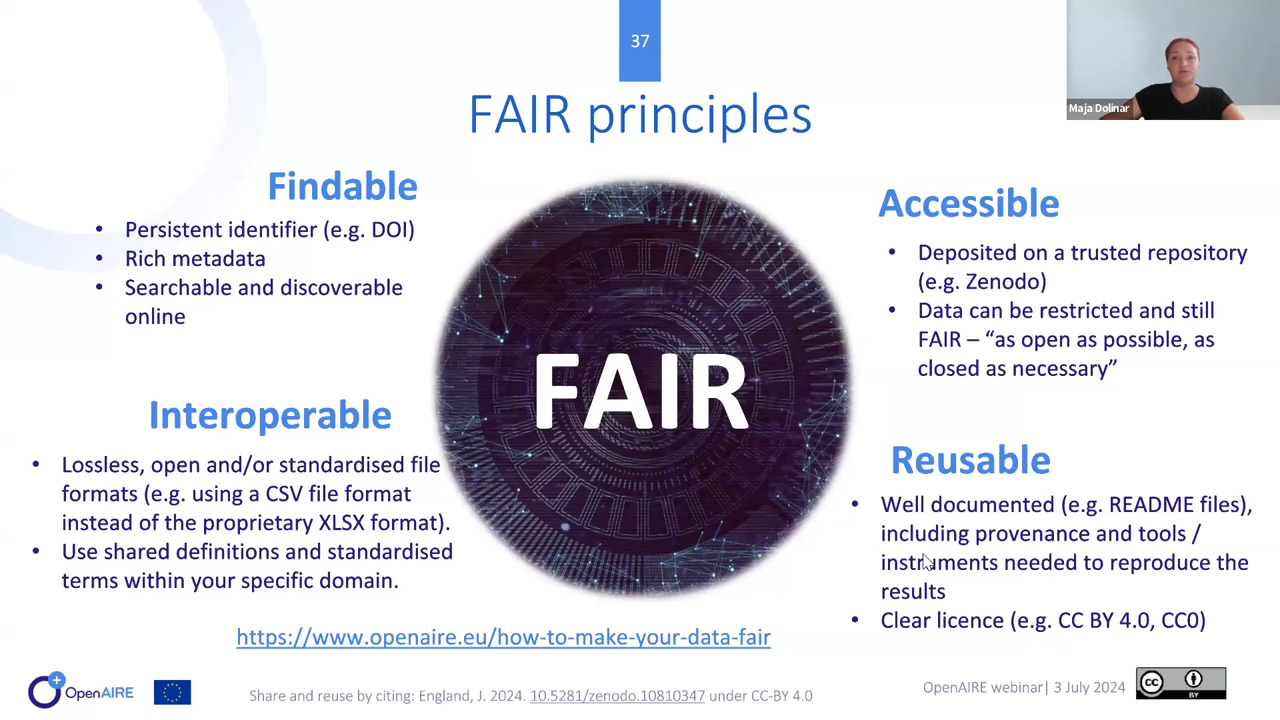 37
Maja Dolinar
FAIR principles
Findable
• Persistent identifier (e.g. DOI)
• Rich metadata
• Searchable and discoverable
online
Accessible
• Deposited on a trusted repository
(e.g. Zenodo)
• Data can be restricted and still
FAIR – “as open as possible, as
closed as necessary”
FAIR
Interoperable
• Lossless, open and/or standardised file
formats (e.g. using a CSV file format
instead of the proprietary XLSX format).
• Use shared definitions and standardised
terms within your specific domain.
Reusable
• Well documented (e.g. README files),
including provenance and tools /
instruments needed to reproduce the
results
• Clear licence (e.g. CC BY 4.0, CC0)
https://www.openaire.eu/how-to-make-your-data-fair
OpenAIRE
Share and reuse by citing: England, J. 2024. 10.5281/zenodo.10810347 under CC-BY 4.0
OpenAIRE webinar| 3 July 2024
cc
BY